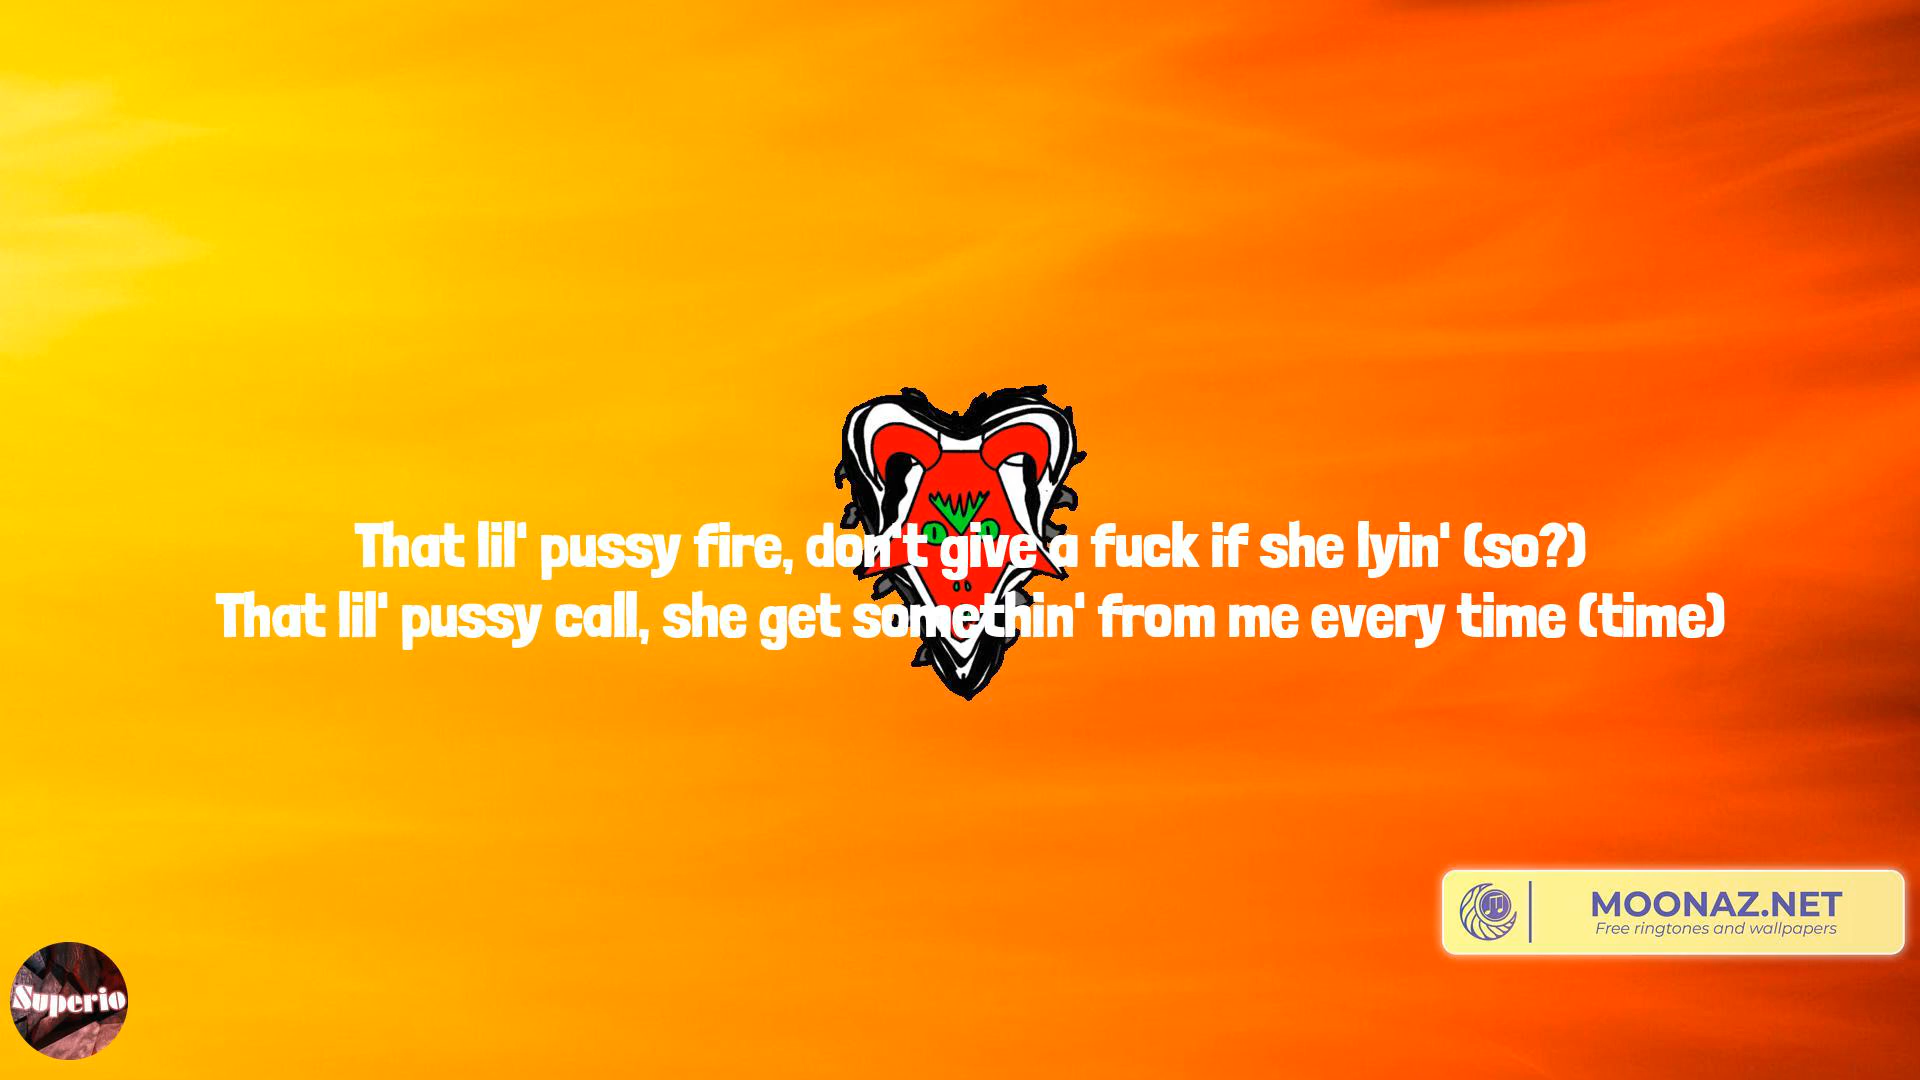 That lil' pussy fire, don't give a fuck if she lyin' (so?)
That lil' pussy call, she get somethin' from me every time (time)
MOONAZ.NET
Free ringtones and wallpapers
Superio